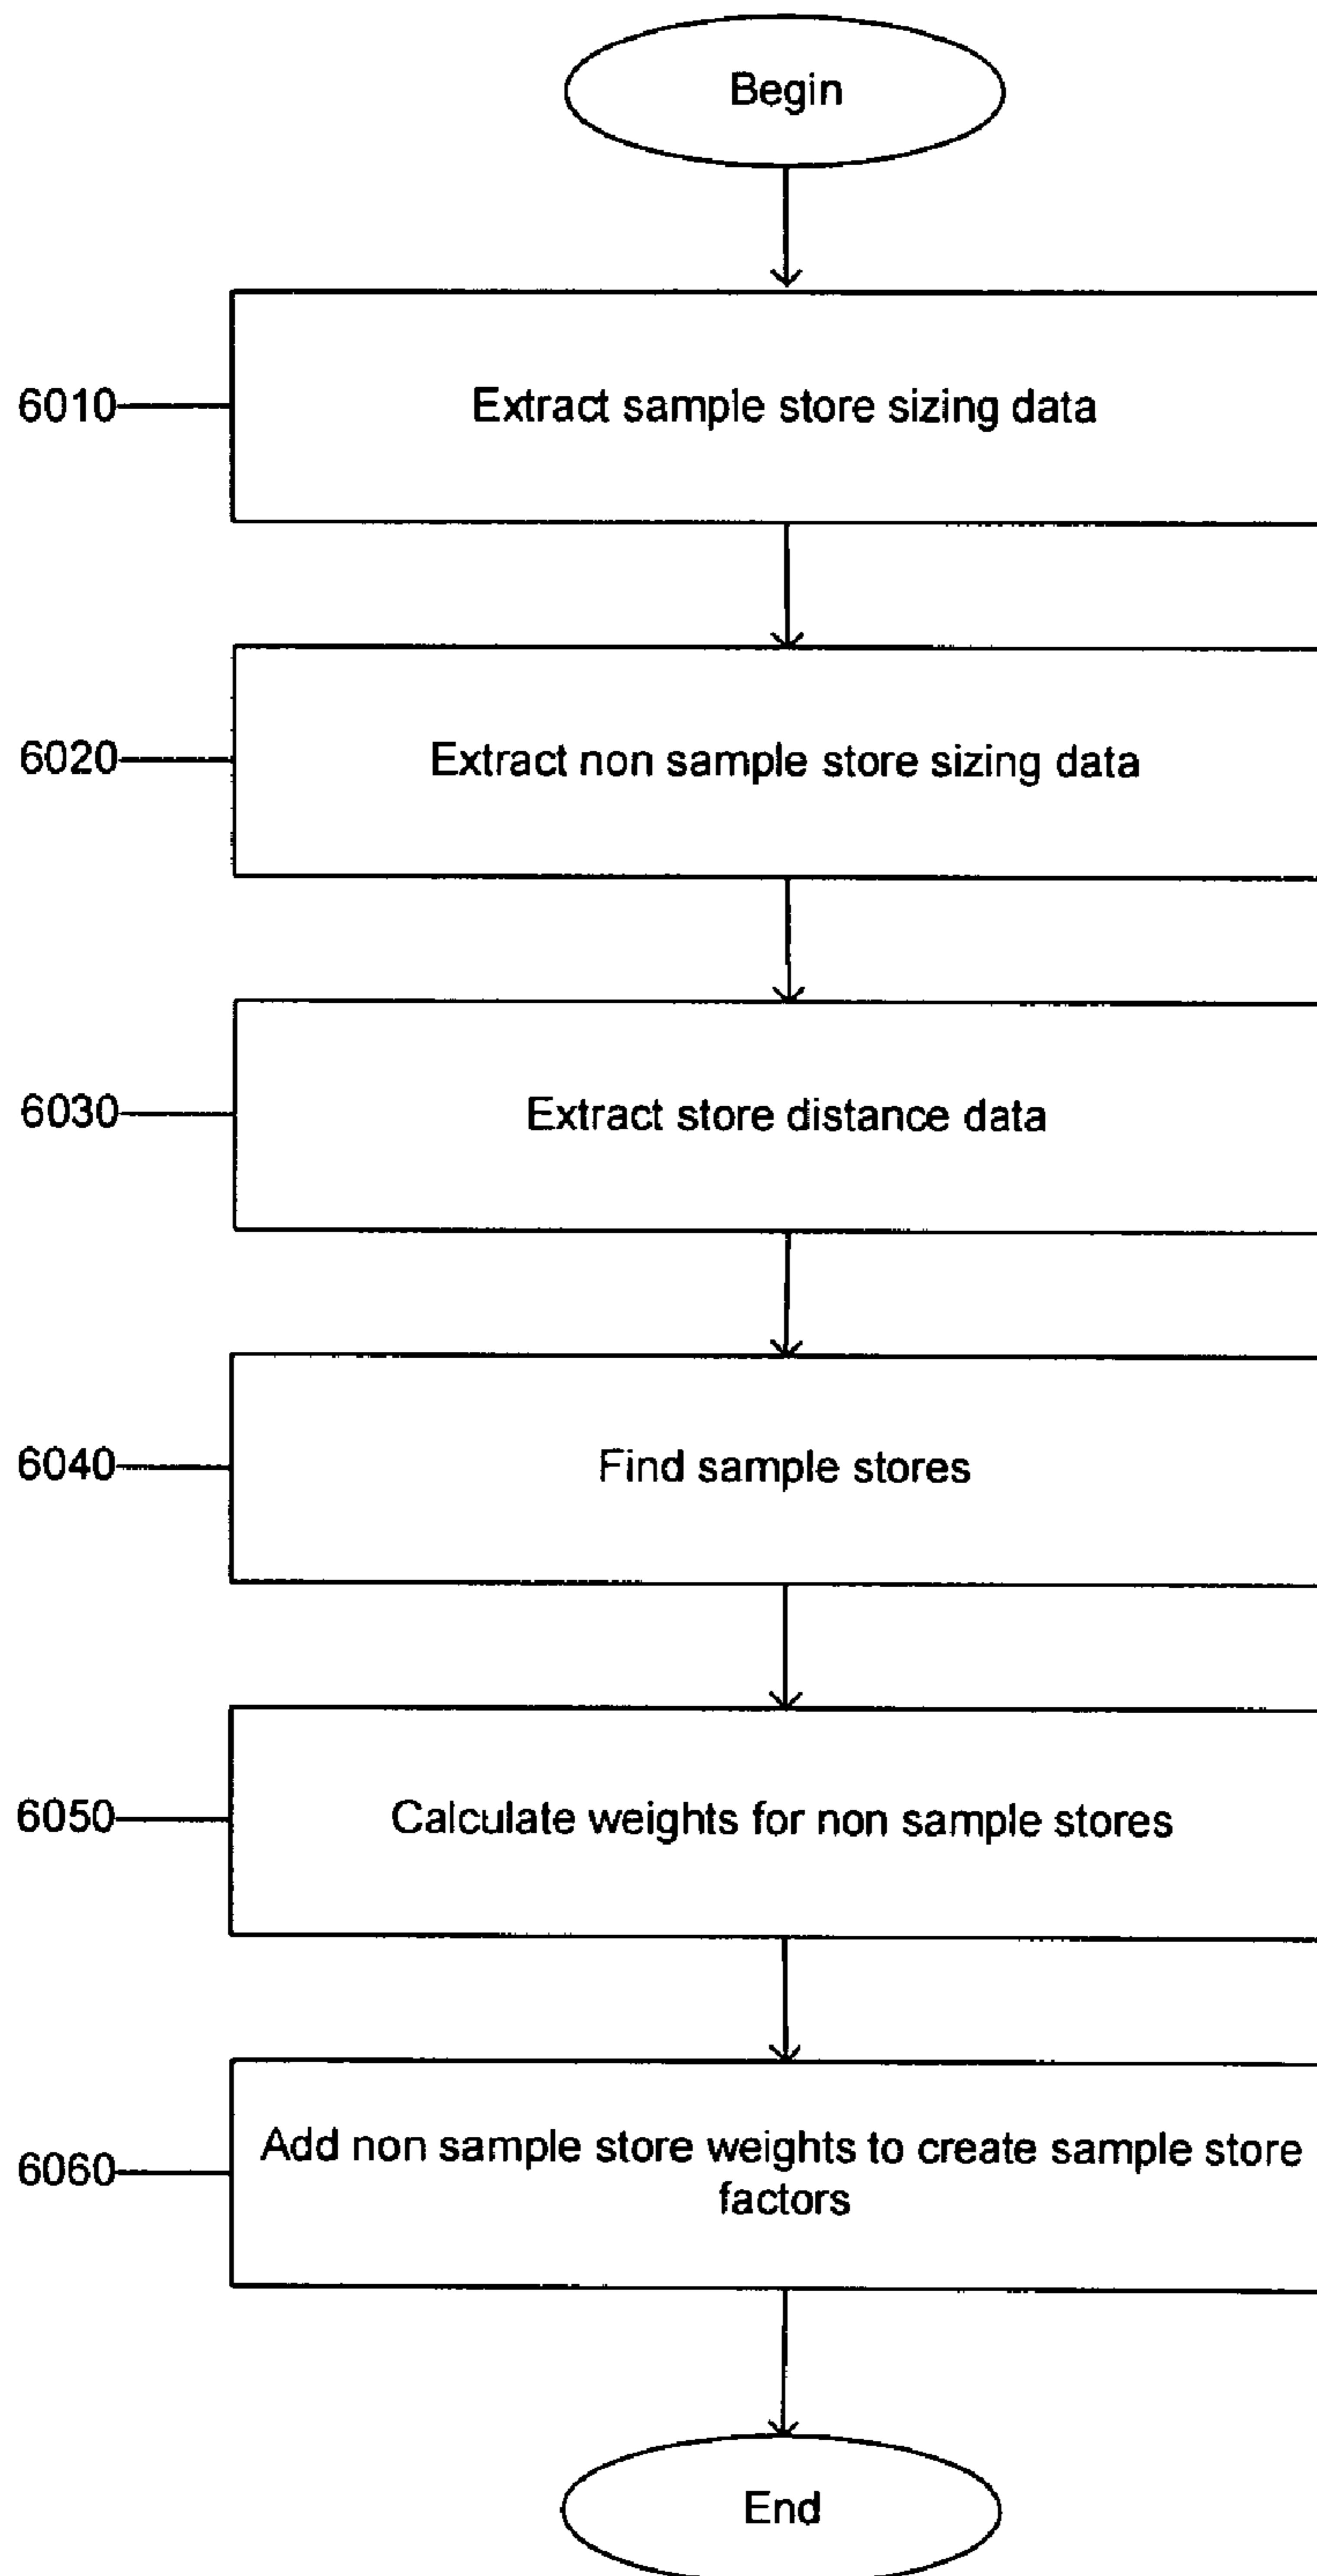 Begin
6010
Extract sample store sizing data
6020
Extract non sample store sizing data
6030
Extract store distance data
6040
Find sample stores
6050
Calculate weights for non sample stores
6060
Add non sample store weights to create sample store
factors
End